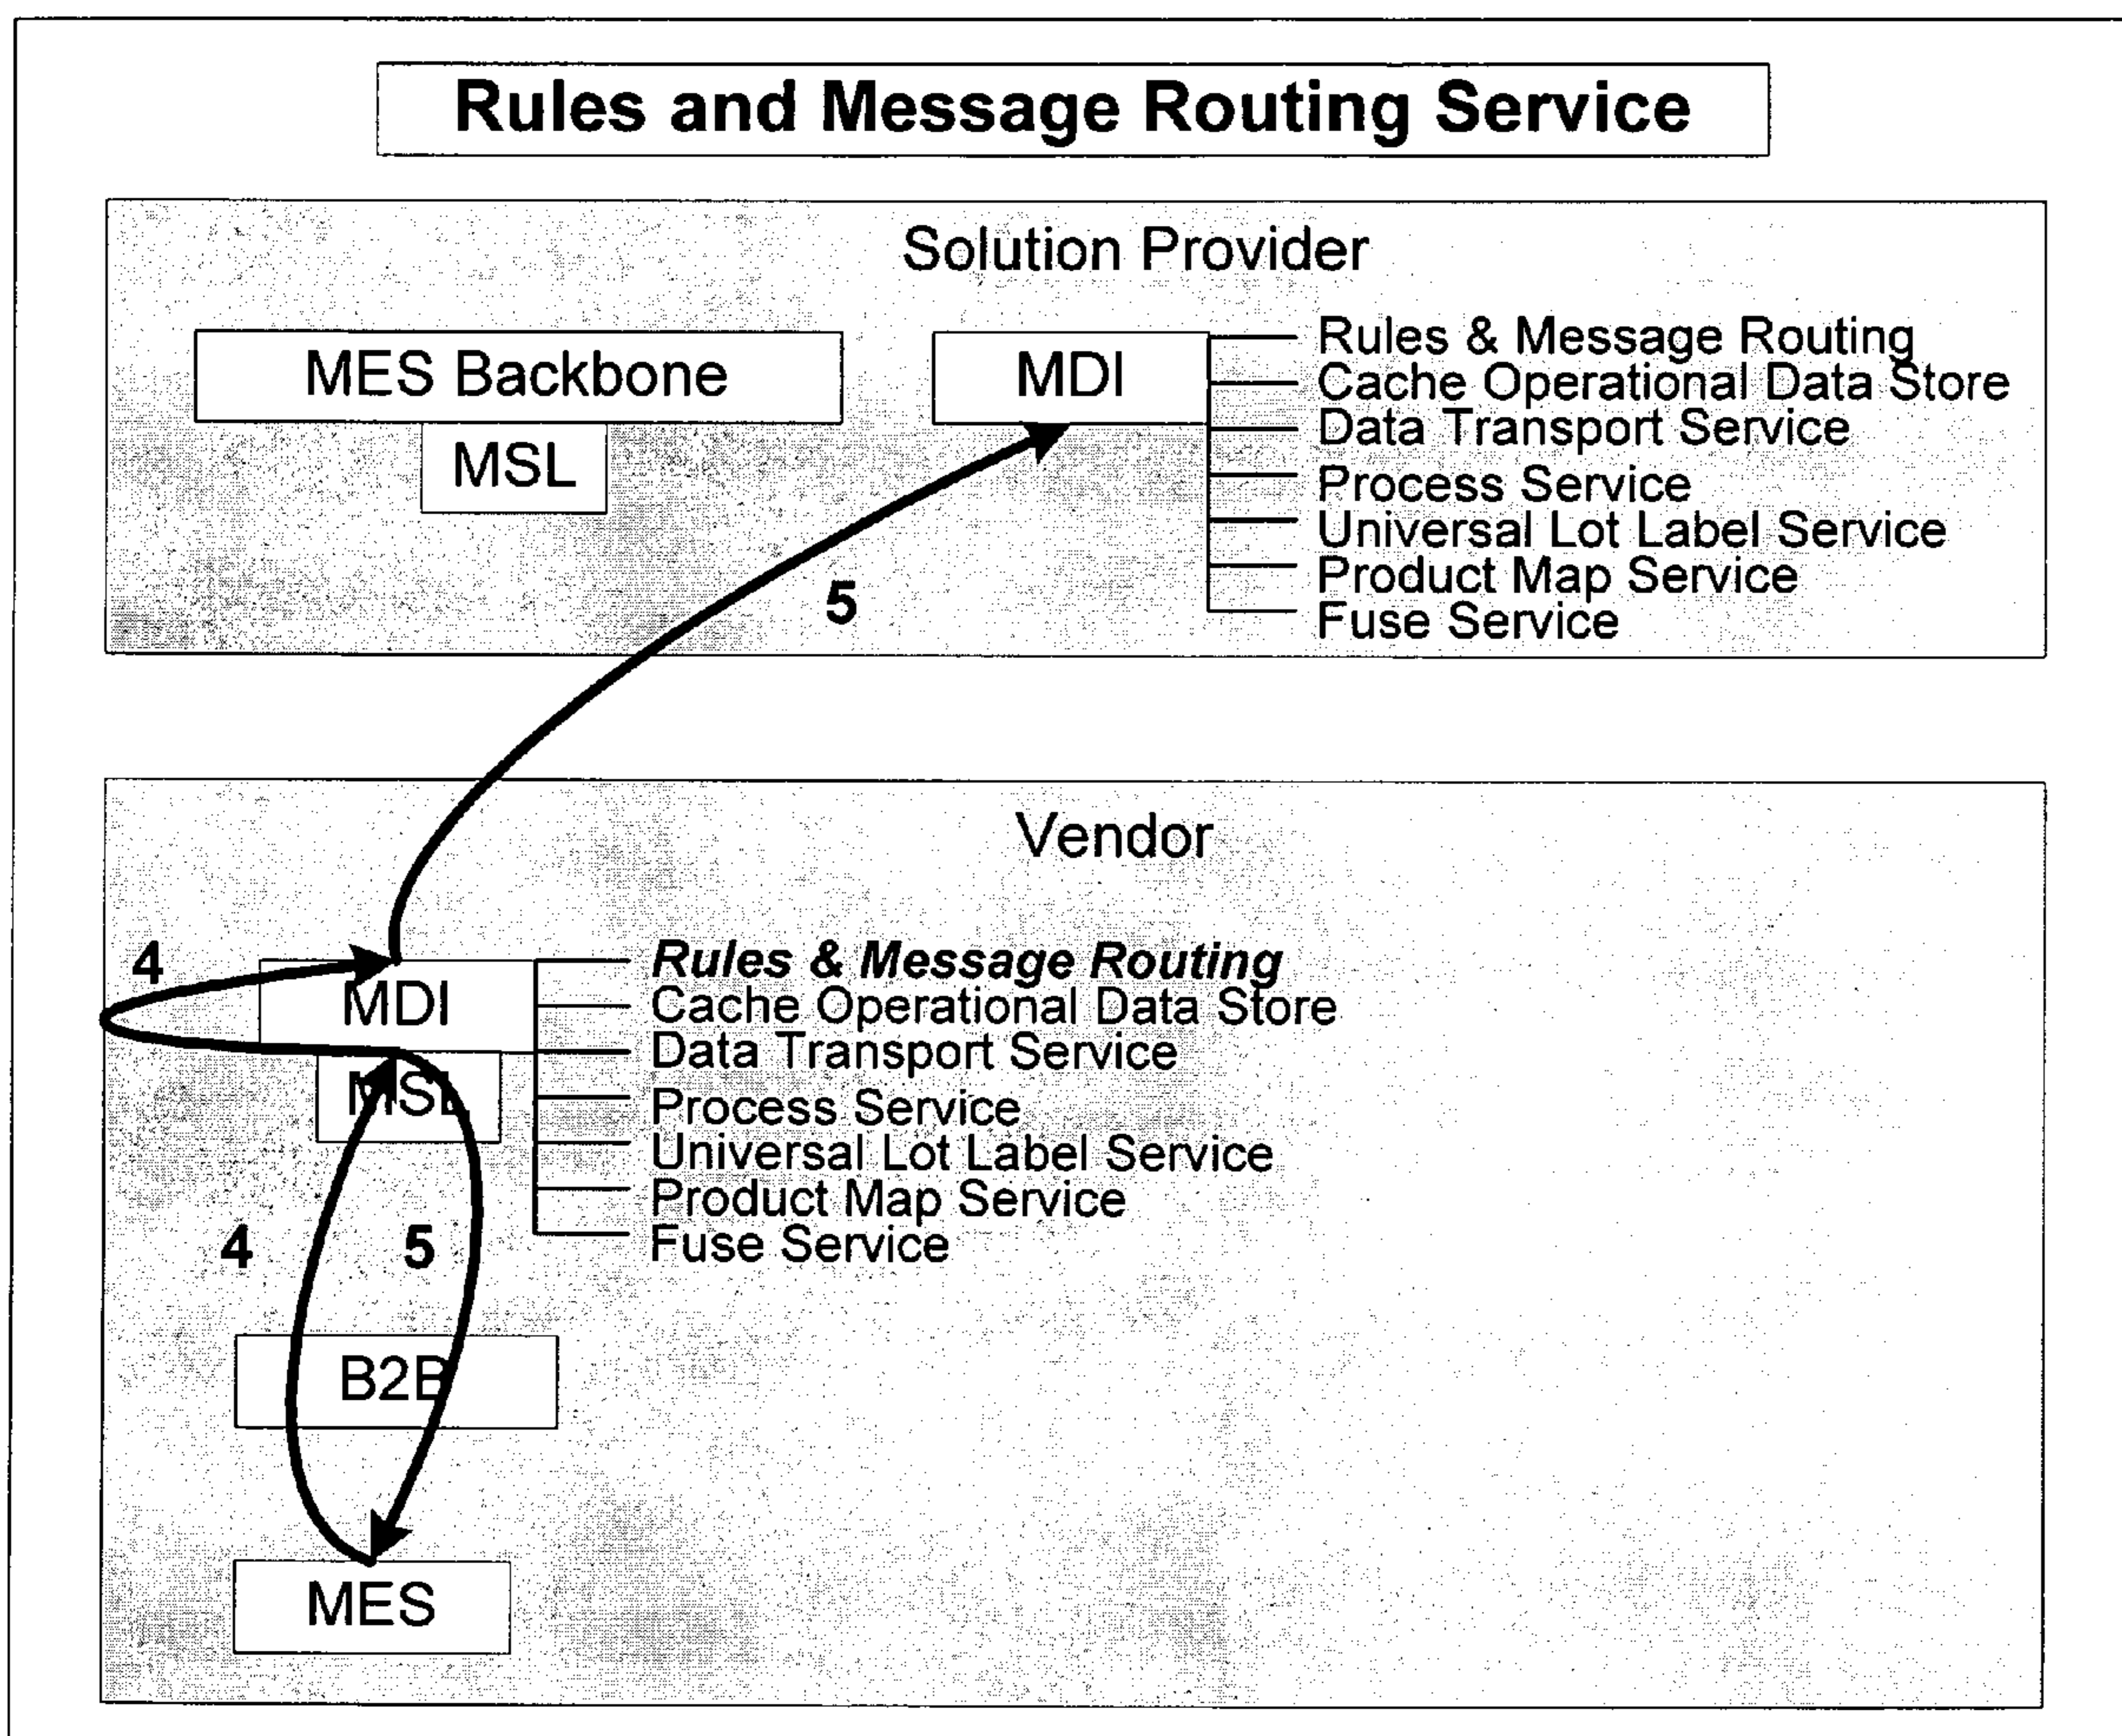 Rules and Message Routing Service
Solution Provider
MES Backbone
MSL
MDI
Rules & Message Routing
Cache Operational Data Store
Data Transport Service
Process Service
Universal Lot Label Service
Product Map Service
Fuse Service
5
Vendor
4
MDI
MSL
Rules & Message Routing
Cache Operational Data Store
Data Transport Service
Process Service
Universal Lot Label Service
Product Map Service
Fuse Service
4
5
B2B
MES